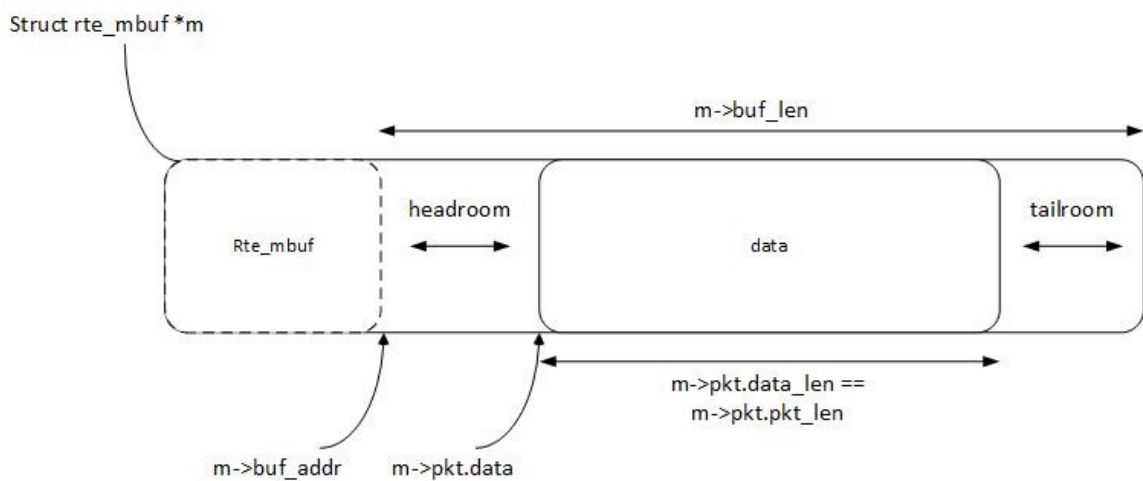 Struct rte_mbuf *m
m->buf_len
headroom
tailroom
Rte_mbuf
data
m->pkt.data_len ==
m->pkt.pkt_len
m->buf_addr
m->pkt.data